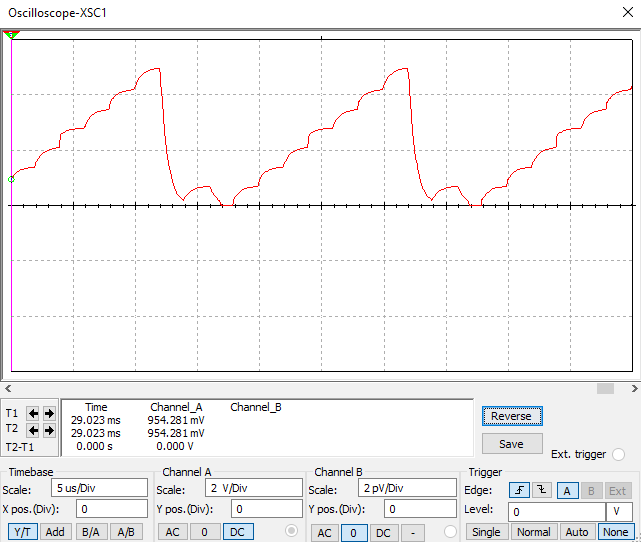 Oscilloscope-XSC1
T1
T2
T2-T1
Time Channel_A Channel_B
29.023 ms 954.281 mV
29.023 ms 954.281 mV
0.000 s 0.000 V
Reverse
Save
Ext. trigger
Timebase
Scale: 5 us/Div
X pos.(Div): 0
Y/T Add B/A A/B
Channel A
Scale: 2 V/Div
Y pos.(Div): 0
AC 0 DC
Channel B
Scale: 2 pV/Div
Y pos.(Div): 0
AC 0 DC -
Trigger
Edge: A B Ext
Level: 0 V
Single Normal Auto None